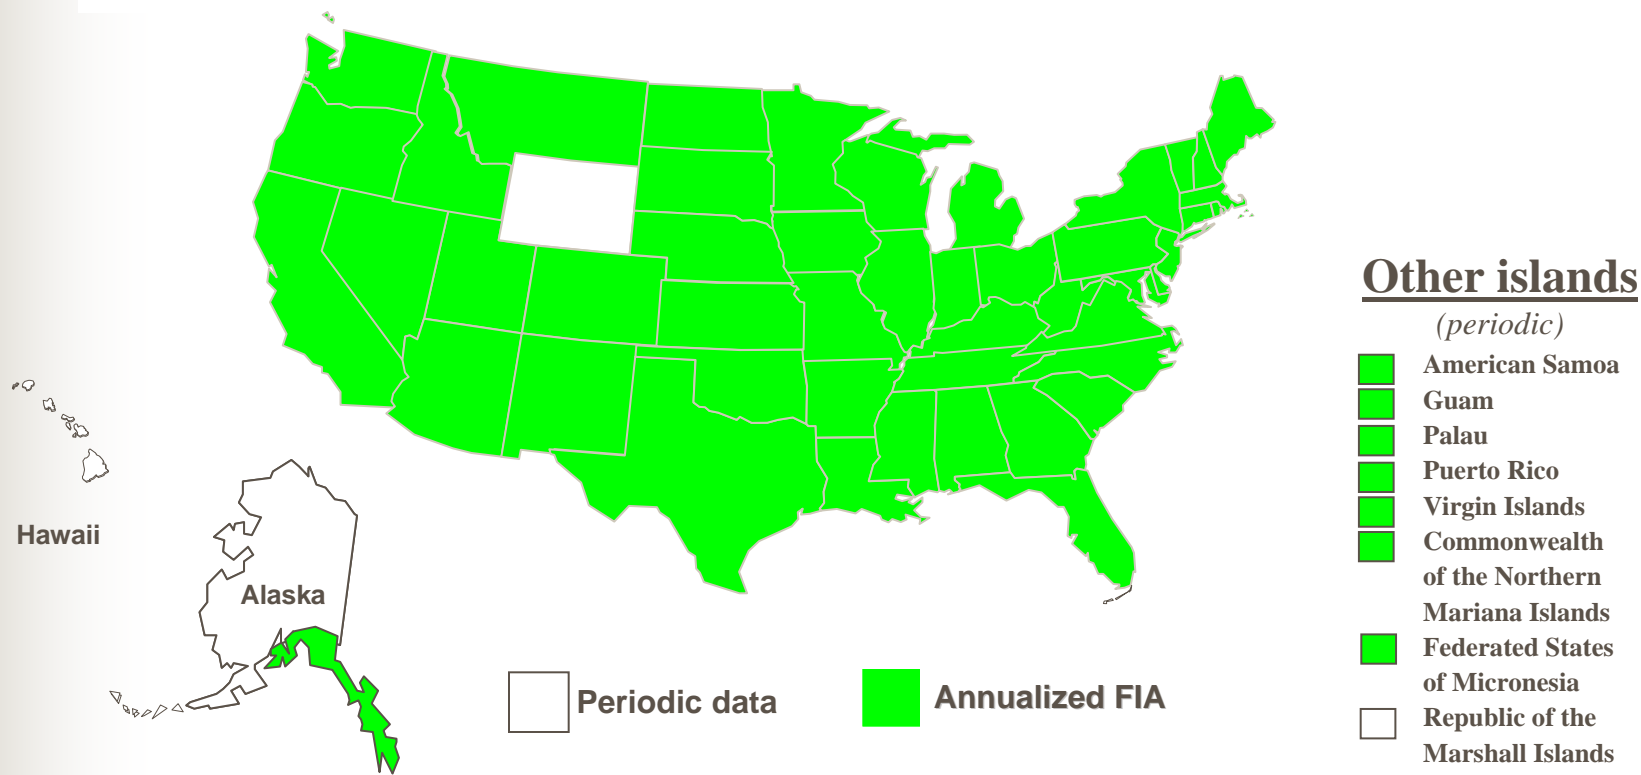 Other islands
(periodic)
American Samoa
Guam
Palau
Puerto Rico
Virgin Islands
Commonwealth
of the Northern
Mariana Islands
Federated States
of Micronesia
Republic of the
Marshall Islands
Hawaii
Alaska
Periodic data
Annualized FIA